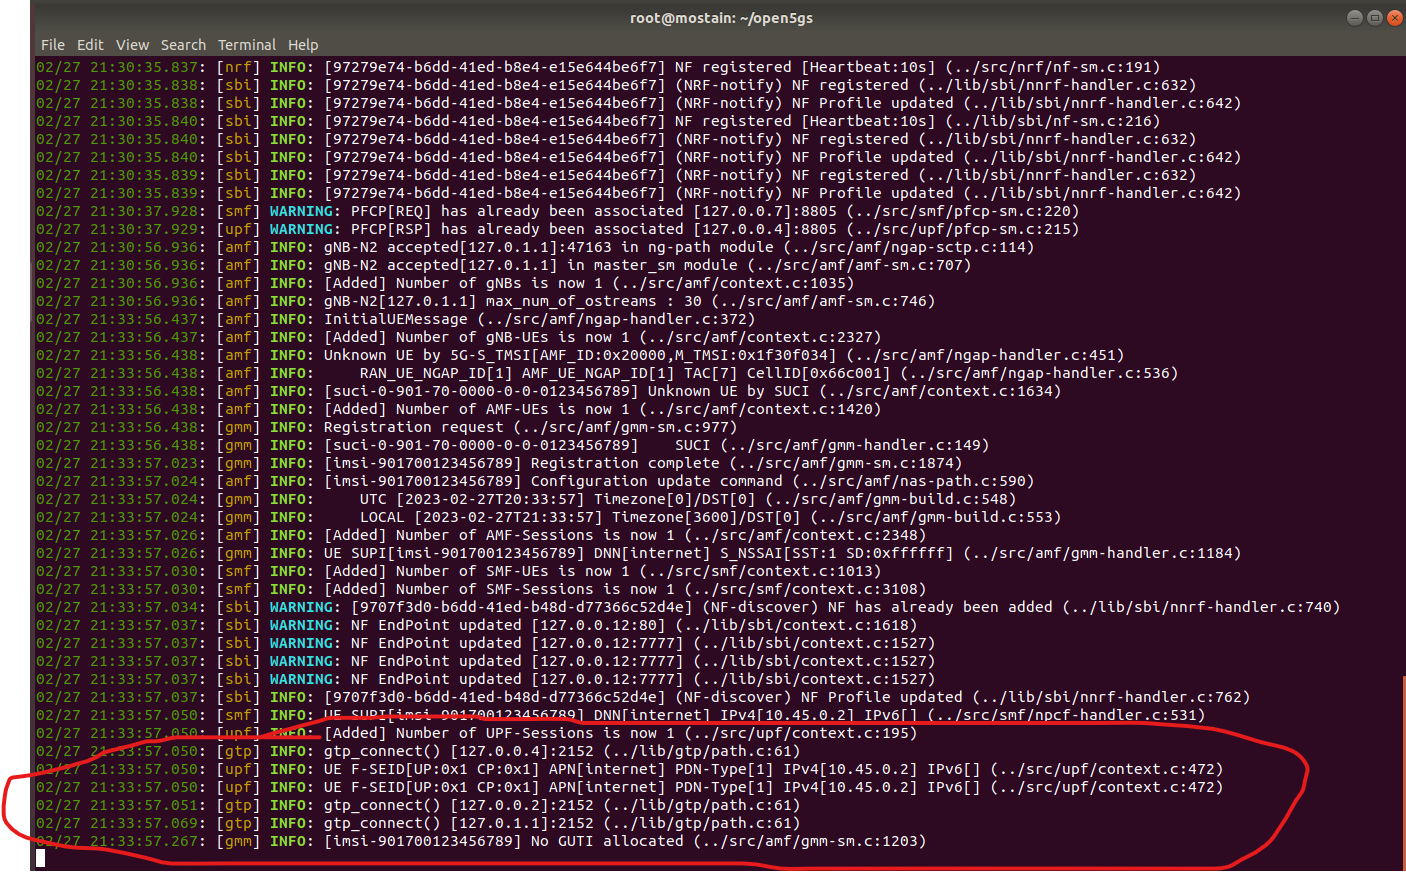 root@mostain: ~/open5gs
File Edit View Search Terminal Help
02/27 21:30:35.837: [nrf] INFO: [97279e74-b6dd-41ed-b8e4-e15e644be6f7] NF registered [Heartbeat:10s] (../src/nrf/nf-sm.c:191)
02/27 21:30:35.838: [sbi] INFO: [97279e74-b6dd-41ed-b8e4-e15e644be6f7] (NRF-notify) NF registered (../lib/sbi/nnrf-handler.c:632)
02/27 21:30:35.838: [sbi] INFO: [97279e74-b6dd-41ed-b8e4-e15e644be6f7] (NRF-notify) NF Profile updated (../lib/sbi/nnrf-handler.c:642)
02/27 21:30:35.840: [sbi] INFO: [97279e74-b6dd-41ed-b8e4-e15e644be6f7] NF registered [Heartbeat:10s] (../lib/sbi/nf-sm.c:216)
02/27 21:30:35.840: [sbi] INFO: [97279e74-b6dd-41ed-b8e4-e15e644be6f7] (NRF-notify) NF registered (../lib/sbi/nnrf-handler.c:632)
02/27 21:30:35.840: [sbi] INFO: [97279e74-b6dd-41ed-b8e4-e15e644be6f7] (NRF-notify) NF Profile updated (../lib/sbi/nnrf-handler.c:642)
02/27 21:30:35.839: [sbi] INFO: [97279e74-b6dd-41ed-b8e4-e15e644be6f7] (NRF-notify) NF registered (../lib/sbi/nnrf-handler.c:632)
02/27 21:30:35.839: [sbi] INFO: [97279e74-b6dd-41ed-b8e4-e15e644be6f7] (NRF-notify) NF Profile updated (../lib/sbi/nnrf-handler.c:642)
02/27 21:30:37.928: [smf] WARNING: PFCP[REQ] has already been associated [127.0.0.7]:8805 (../src/smf/pfcp-sm.c:220)
02/27 21:30:37.929: [upf] WARNING: PFCP[RSP] has already been associated [127.0.0.4]:8805 (../src/upf/pfcp-sm.c:215)
02/27 21:30:56.936: [amf] INFO: gNB-N2 accepted[127.0.1.1]:47163 in ng-path module (../src/amf/ngap-sctp.c:114)
02/27 21:30:56.936: [amf] INFO: gNB-N2 accepted[127.0.1.1] in master_sm module (../src/amf/amf-sm.c:707)
02/27 21:30:56.936: [amf] INFO: [Added] Number of gNBs is now 1 (../src/amf/context.c:1035)
02/27 21:30:56.936: [amf] INFO: gNB-N2[127.0.1.1] max_num_of_ostreams : 30 (../src/amf/amf-sm.c:746)
02/27 21:33:56.437: [amf] INFO: InitialUEMessage (../src/amf/ngap-handler.c:372)
02/27 21:33:56.437: [amf] INFO: [Added] Number of gNB-UEs is now 1 (../src/amf/context.c:2327)
02/27 21:33:56.438: [amf] INFO: Unknown UE by 5G-S_TMSI[AMF_ID:0x20000,M_TMSI:0x1f30f034] (../src/amf/ngap-handler.c:451)
02/27 21:33:56.438: [amf] INFO:     RAN_UE_NGAP_ID[1] AMF_UE_NGAP_ID[1] TAC[7] CellID[0x66c001] (../src/amf/ngap-handler.c:536)
02/27 21:33:56.438: [amf] INFO: [suci-0-901-70-0000-0-0-0123456789] Unknown UE by SUCI (../src/amf/context.c:1634)
02/27 21:33:56.438: [amf] INFO: [Added] Number of AMF-UEs is now 1 (../src/amf/context.c:1420)
02/27 21:33:56.438: [gmm] INFO: Registration request (../src/amf/gmm-sm.c:977)
02/27 21:33:56.438: [gmm] INFO: [suci-0-901-70-0000-0-0-0123456789]    SUCI (../src/amf/gmm-handler.c:149)
02/27 21:33:57.023: [gmm] INFO: [imsi-901700123456789] Registration complete (../src/amf/gmm-sm.c:1874)
02/27 21:33:57.024: [amf] INFO: [imsi-901700123456789] Configuration update command (../src/amf/nas-path.c:590)
02/27 21:33:57.024: [gmm] INFO:     UTC [2023-02-27T20:33:57] Timezone[0]/DST[0] (../src/amf/gmm-build.c:548)
02/27 21:33:57.024: [gmm] INFO:     LOCAL [2023-02-27T21:33:57] Timezone[3600]/DST[0] (../src/amf/gmm-build.c:553)
02/27 21:33:57.026: [amf] INFO: [Added] Number of AMF-Sessions is now 1 (../src/amf/context.c:2348)
02/27 21:33:57.026: [gmm] INFO: UE SUPI[imsi-901700123456789] DNN[internet] S_NSSAI[SST:1 SD:0xffffff] (../src/amf/gmm-handler.c:1184)
02/27 21:33:57.030: [smf] INFO: [Added] Number of SMF-UEs is now 1 (../src/smf/context.c:1013)
02/27 21:33:57.030: [smf] INFO: [Added] Number of SMF-Sessions is now 1 (../src/smf/context.c:3108)
02/27 21:33:57.034: [sbi] WARNING: [9707f3d0-b6dd-41ed-b48d-d77366c52d4e] (NF-discover) NF has already been added (../lib/sbi/nnrf-handler.c:740)
02/27 21:33:57.037: [sbi] WARNING: NF EndPoint updated [127.0.0.12:80] (../lib/sbi/context.c:1618)
02/27 21:33:57.037: [sbi] WARNING: NF EndPoint updated [127.0.0.12:7777] (../lib/sbi/context.c:1527)
02/27 21:33:57.037: [sbi] WARNING: NF EndPoint updated [127.0.0.12:7777] (../lib/sbi/context.c:1527)
02/27 21:33:57.037: [sbi] WARNING: NF EndPoint updated [127.0.0.12:7777] (../lib/sbi/context.c:1527)
02/27 21:33:57.037: [sbi] INFO: [9707f3d0-b6dd-41ed-b48d-d77366c52d4e] (NF-discover) NF Profile updated (../lib/sbi/nnrf-handler.c:762)
02/27 21:33:57.050: [smf] INFO: UE SUPI[imsi-901700123456789] DNN[internet] IPv4[10.45.0.2] IPv6[] (../src/smf/npcf-handler.c:531)
02/27 21:33:57.050: [upf] INFO: [Added] Number of UPF-Sessions is now 1 (../src/upf/context.c:195)
02/27 21:33:57.050: [gtp] INFO: gtp_connect() [127.0.0.4]:2152 (../lib/gtp/path.c:61)
02/27 21:33:57.050: [upf] INFO: UE F-SEID[UP:0x1 CP:0x1] APN[internet] PDN-Type[1] IPv4[10.45.0.2] IPv6[] (../src/upf/context.c:472)
02/27 21:33:57.050: [upf] INFO: UE F-SEID[UP:0x1 CP:0x1] APN[internet] PDN-Type[1] IPv4[10.45.0.2] IPv6[] (../src/upf/context.c:472)
02/27 21:33:57.051: [gtp] INFO: gtp_connect() [127.0.0.2]:2152 (../lib/gtp/path.c:61)
02/27 21:33:57.069: [gtp] INFO: gtp_connect() [127.0.1.1]:2152 (../lib/gtp/path.c:61)
02/27 21:33:57.267: [gmm] INFO: [imsi-901700123456789] No GUTI allocated (../src/amf/gmm-sm.c:1203)